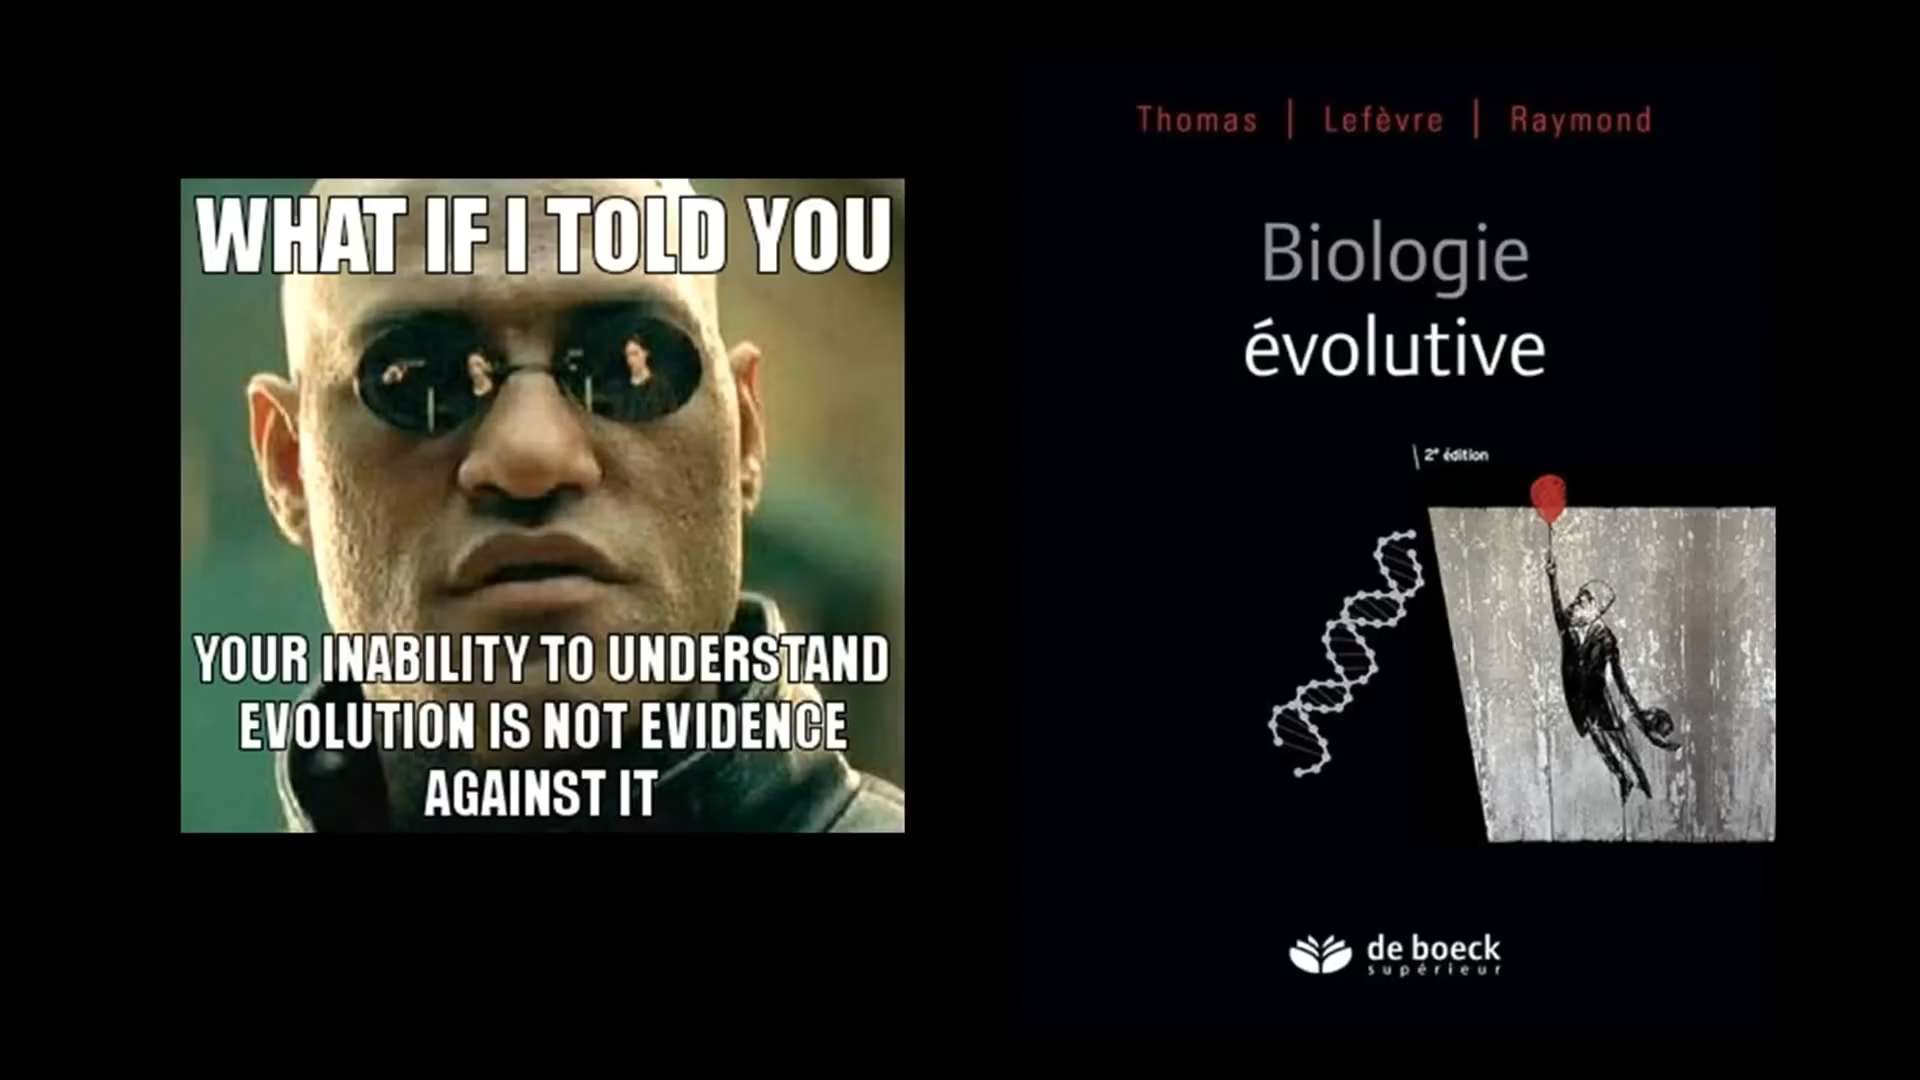 WHAT IF I TOLD YOU
YOUR INABILITY TO UNDERSTAND
EVOLUTION IS NOT EVIDENCE
AGAINST IT
Thomas | Lefèvre | Raymond
Biologie
évolutive
2e édition
de boeck
supérieur